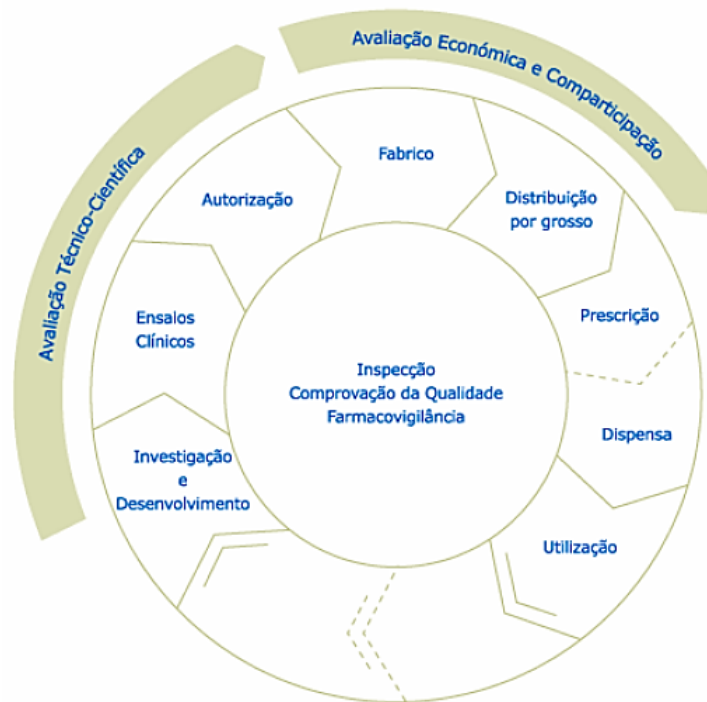 Avaliação Técnico-Científica
Avaliação Económica e Comparticipação
Investigação
e
Desenvolvimento
Ensaios
Clínicos
Autorização
Fabrico
Distribuição
por grosso
Prescrição
Dispensa
Utilização
Inspecção
Comprovação da Qualidade
Farmacovigilância